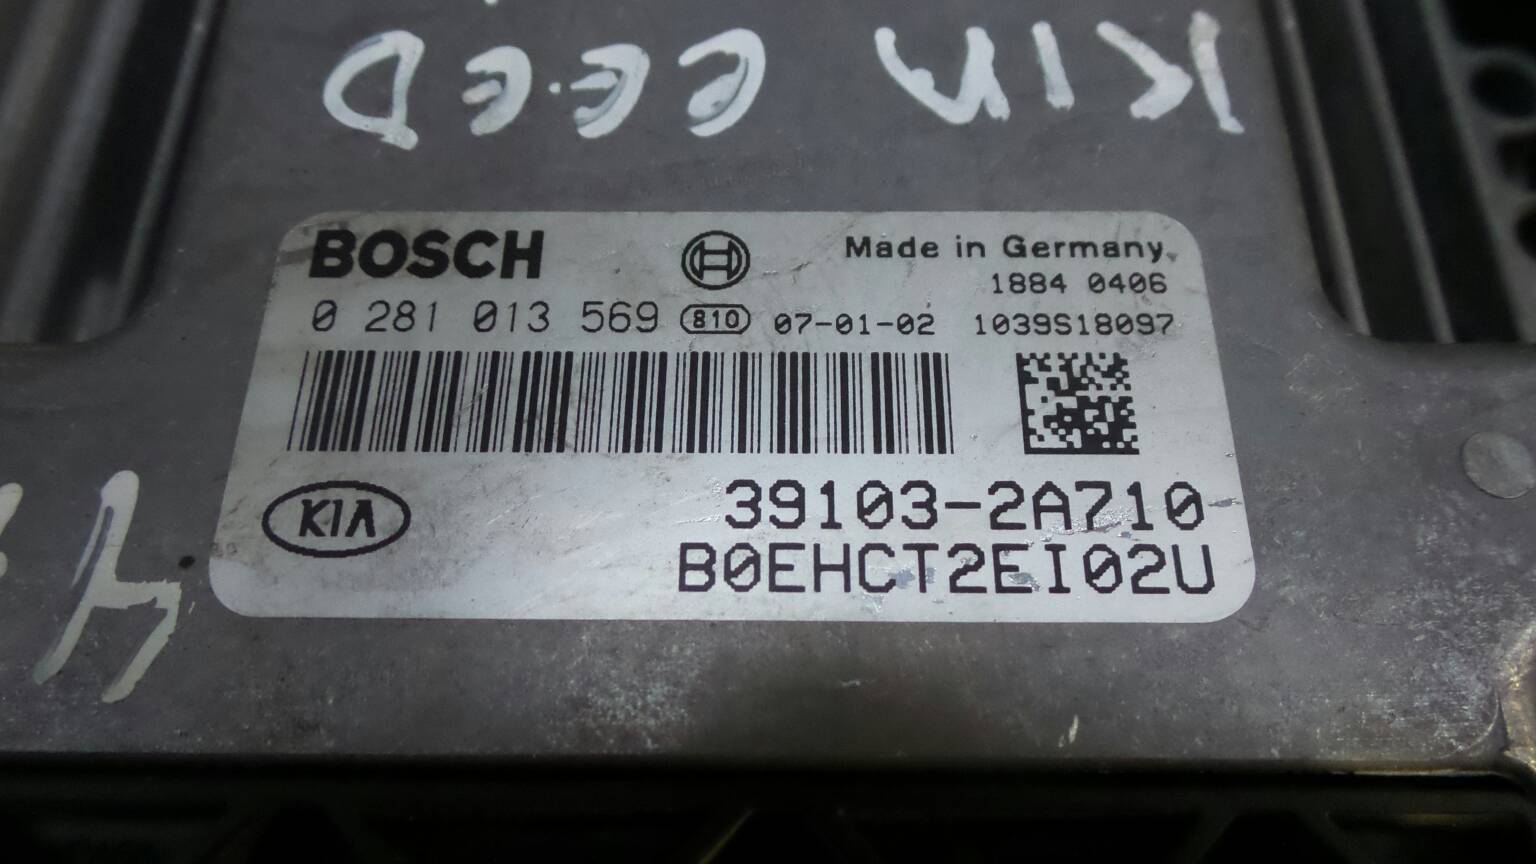 KIA CEED
BOSCH
Made in Germany
1884 0406
0 281 013 569 810 07-01-02 1039S18097
KIA
39103-2A710
B0EHCT2EI02U